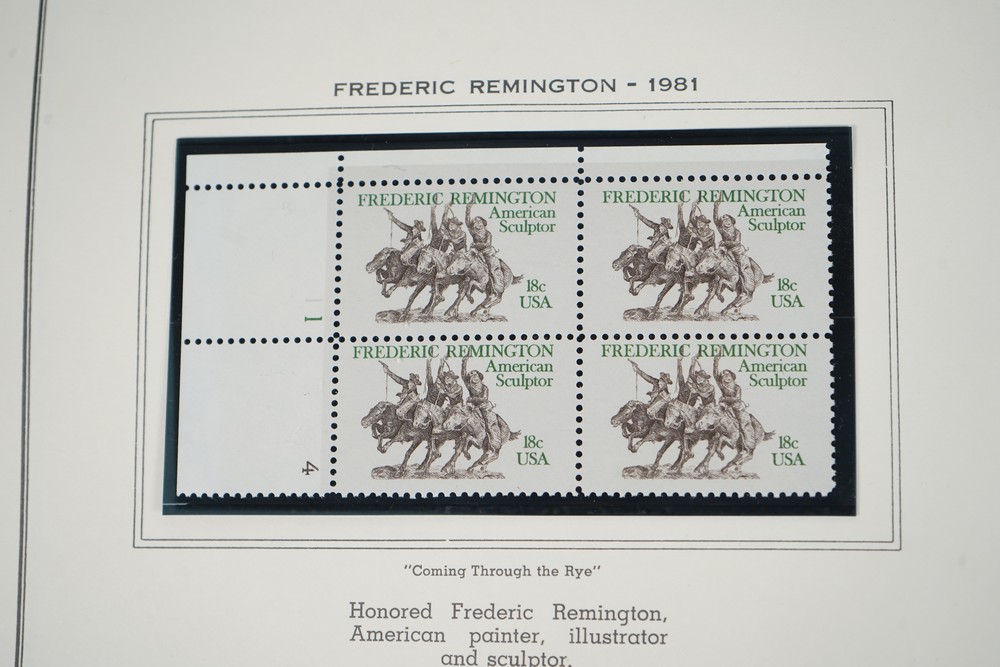 FREDERIC REMINGTON - 1981
FREDERIC REMINGTON
American
Sculptor
18c
USA
FREDERIC REMINGTON
American
Sculptor
18c
USA
1
FREDERIC REMINGTON
American
Sculptor
18c
USA
FREDERIC REMINGTON
American
Sculptor
18c
USA
4
"Coming Through the Rye"
Honored Frederic Remington,
American painter, illustrator
and sculptor.